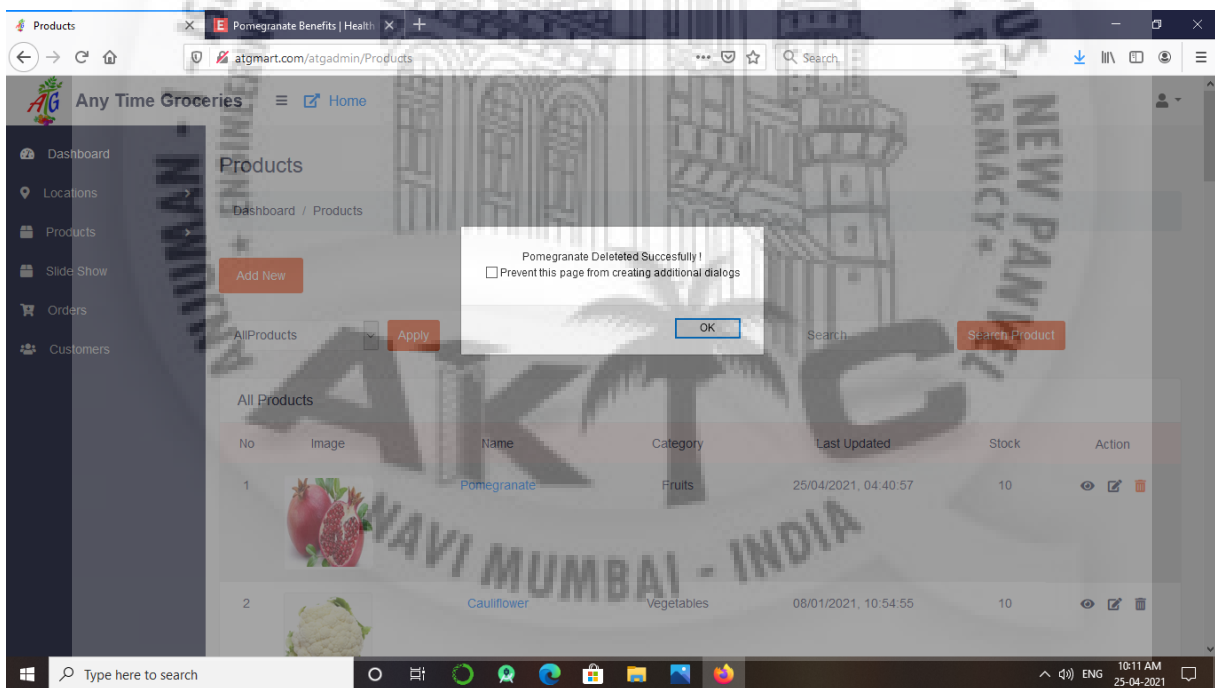 Products
Pomegranate Benefits | Health
atgmart.com/atgadmin/Products
Search
Any Time Groceries
Home
Dashboard
Locations
Products
Slide Show
Orders
Customers
Products
Dashboard / Products
Add New
Pomegranate Deleteted Succesfully !
Prevent this page from creating additional dialogs
OK
AllProducts
Apply
Search
Search Product
All Products
No Image Name Category Last Updated Stock Action
1 Pomegranate Fruits 25/04/2021, 04:40:57 10
2 Cauliflower Vegetables 08/01/2021, 10:54:55 10
Type here to search
ENG
10:11 AM
25-04-2021
AKTC
NAVI MUMBAI - INDIA
NEW PANVEL
PHARMACY